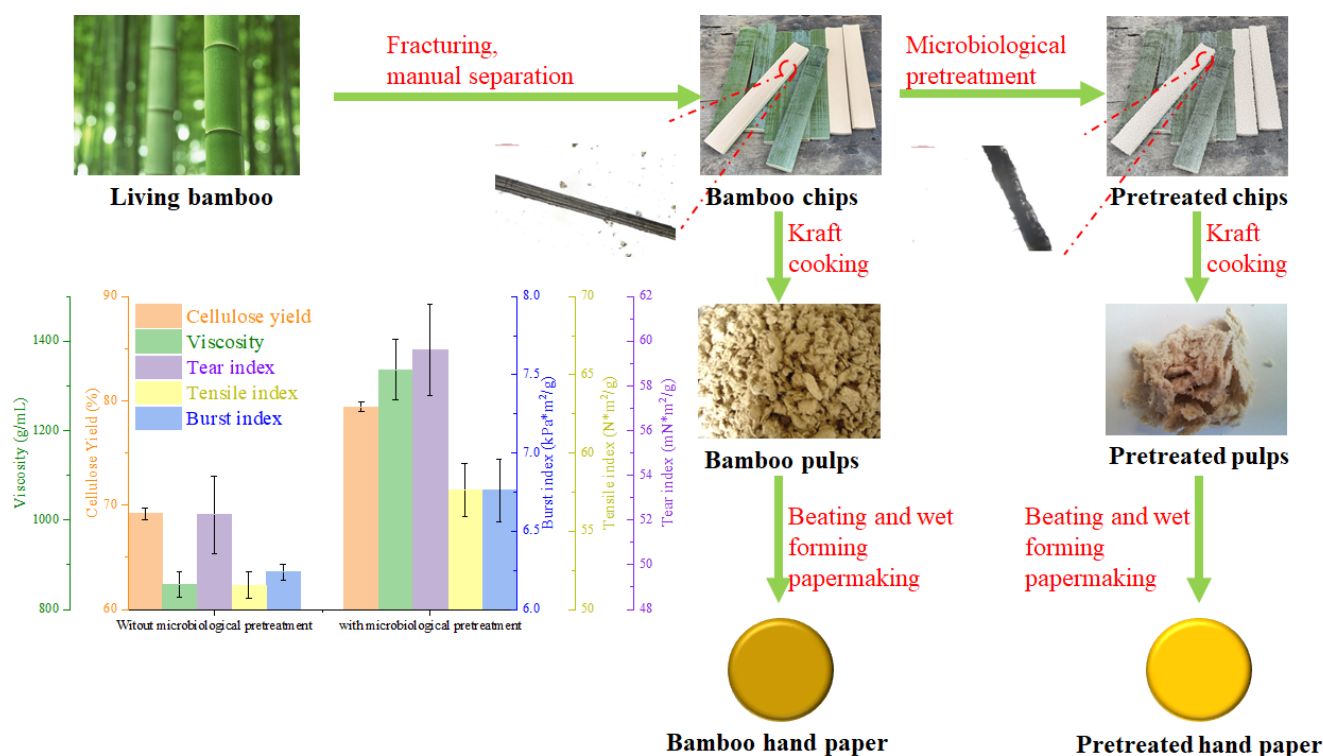 Fracturing,
manual separation
Microbiological
pretreatment
Living bamboo
Bamboo chips
Pretreated chips
Kraft
cooking
Kraft
cooking
Bamboo pulps
Pretreated pulps
Beating and wet
forming
papermaking
Beating and wet
forming
papermaking
Bamboo hand paper
Pretreated hand paper
Viscosity (g/mL)
1400
1200
1000
800
Cellulose Yield (%)
90
80
70
60
Cellulose yield
Viscosity
Tear index
Tensile index
Burst index
8.0
7.5
7.0
6.5
6.0
Burst index (kPa*m²/g)
70
65
60
55
50
Tensile index (N*m²/g)
62
60
58
56
54
52
50
48
Tear index (mN*m²/g)
Witout microbiological pretreatment
with microbiological pretreatment